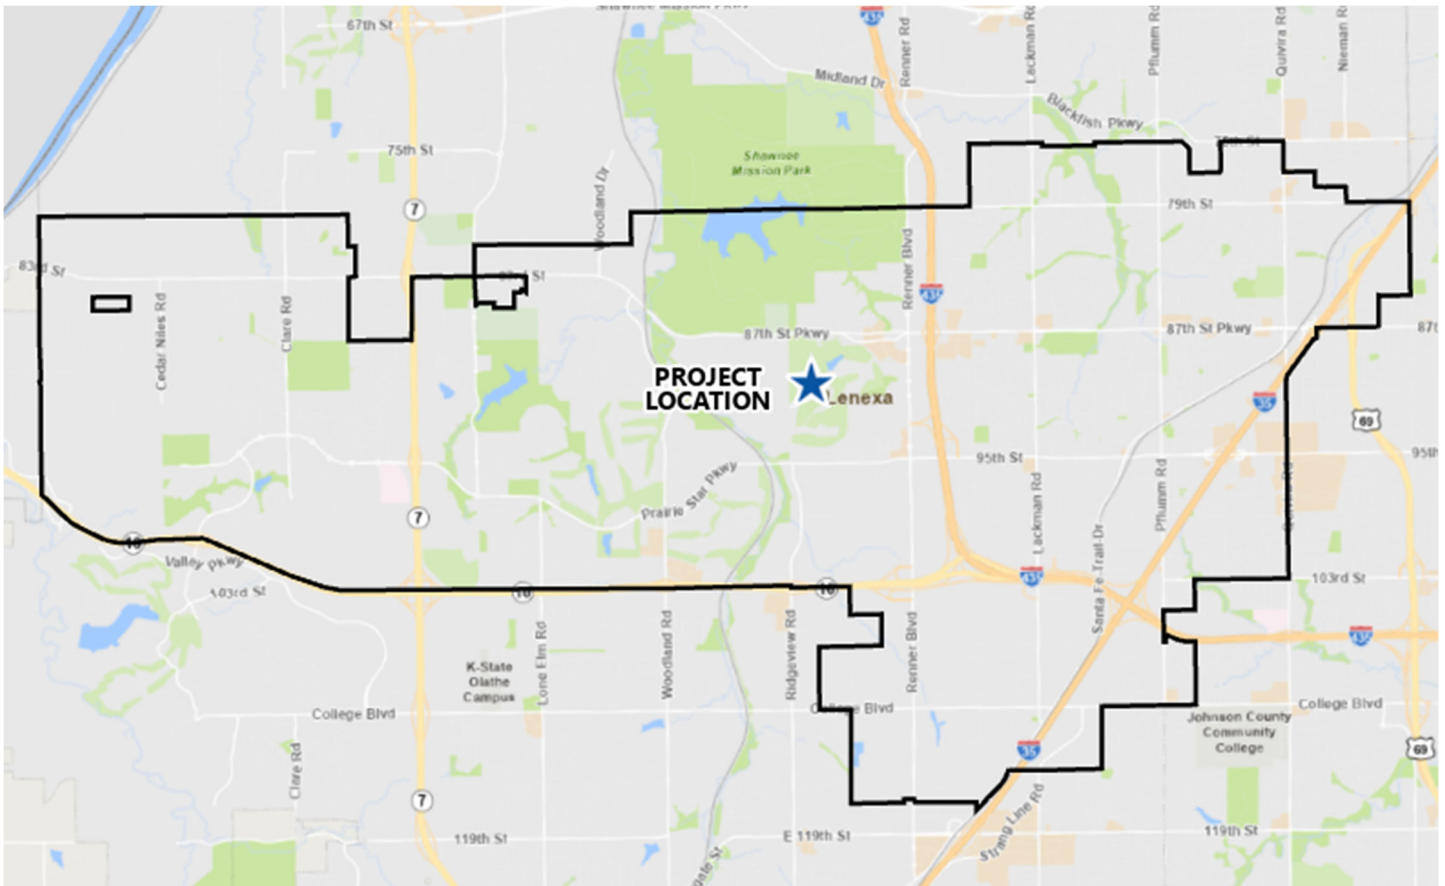 67th St
435
Renner Rd
Lackman Rd
Pflumm Rd
Quivira Rd
Midland Dr
Blackfish Pkwy
75th St
75th St
Shawnee
Mission Park
Woodland Dr
7
79th St
83rd St
Cedar Niles Rd
Clare Rd
Renner Blvd
435
87th St Pkwy
87th St Pkwy
PROJECT
LOCATION
Lenexa
35
69
95th St
95th
Prairie Star Pkwy
Lackman Rd
Pflumm Rd
7
10
Valley Pkwy
103rd St
10
10
435
Santa Fe Trail Dr
103rd St
435
K-State
Olathe
Campus
Lone Elm Rd
Woodland Rd
Ridgeview Rd
Renner Blvd
College Blvd
College Blvd
College Blvd
Johnson County
Community
College
Clare Rd
35
69
7
119th St
E 119th St
Strang Line Rd
119th St